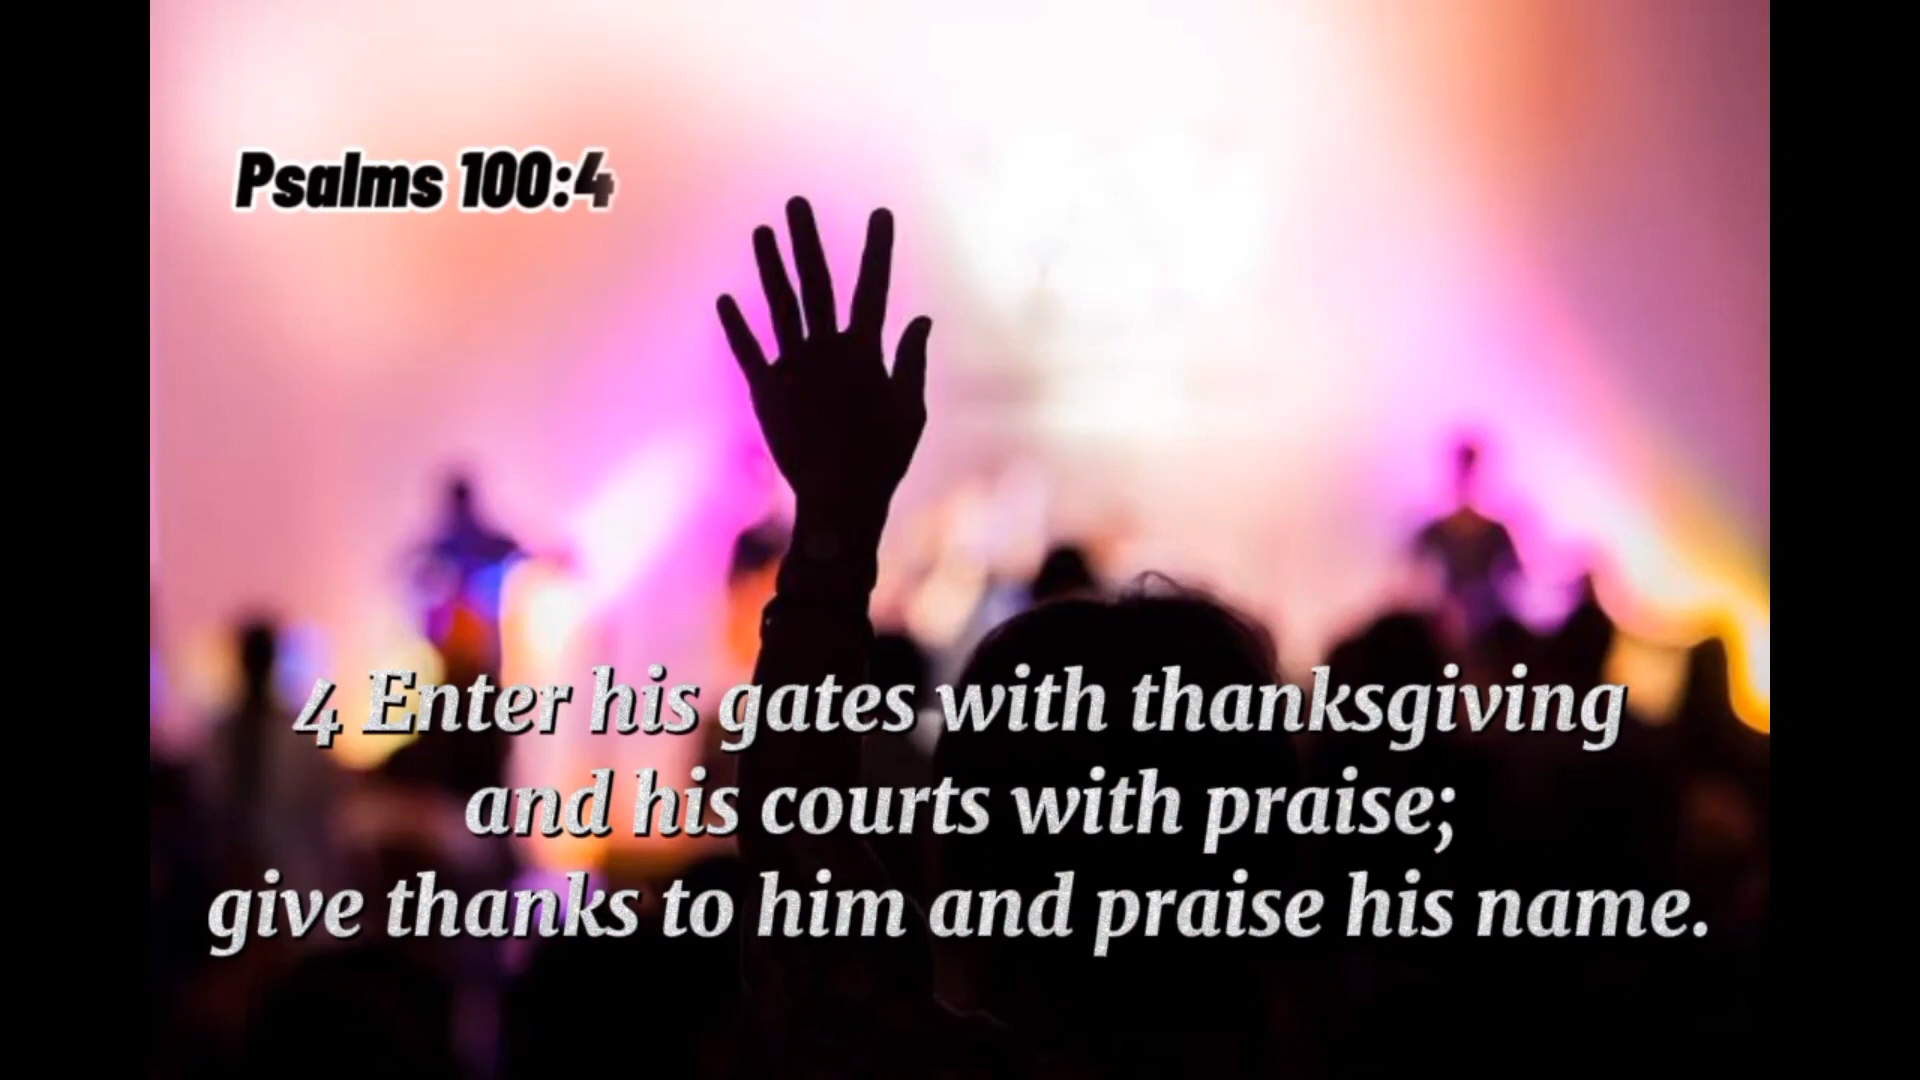 Psalms 100:4
4 Enter his gates with thanksgiving
and his courts with praise;
give thanks to him and praise his name.